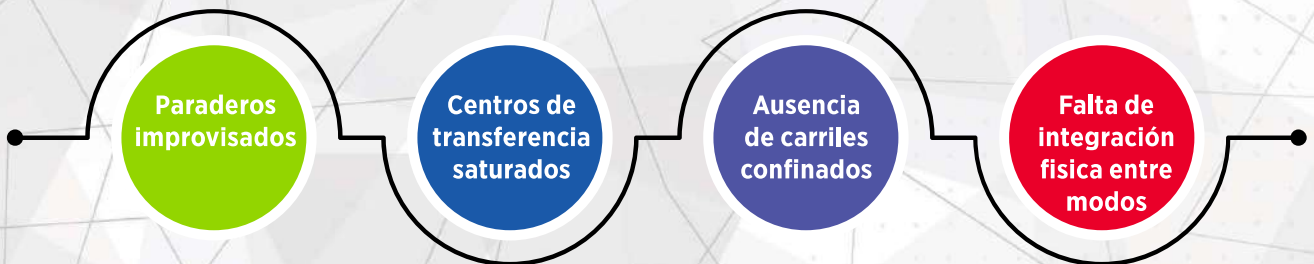 Paraderos
improvisados
Centros de
transferencia
saturados
Ausencia
de carriles
confinados
Falta de
integración
fisica entre
modos